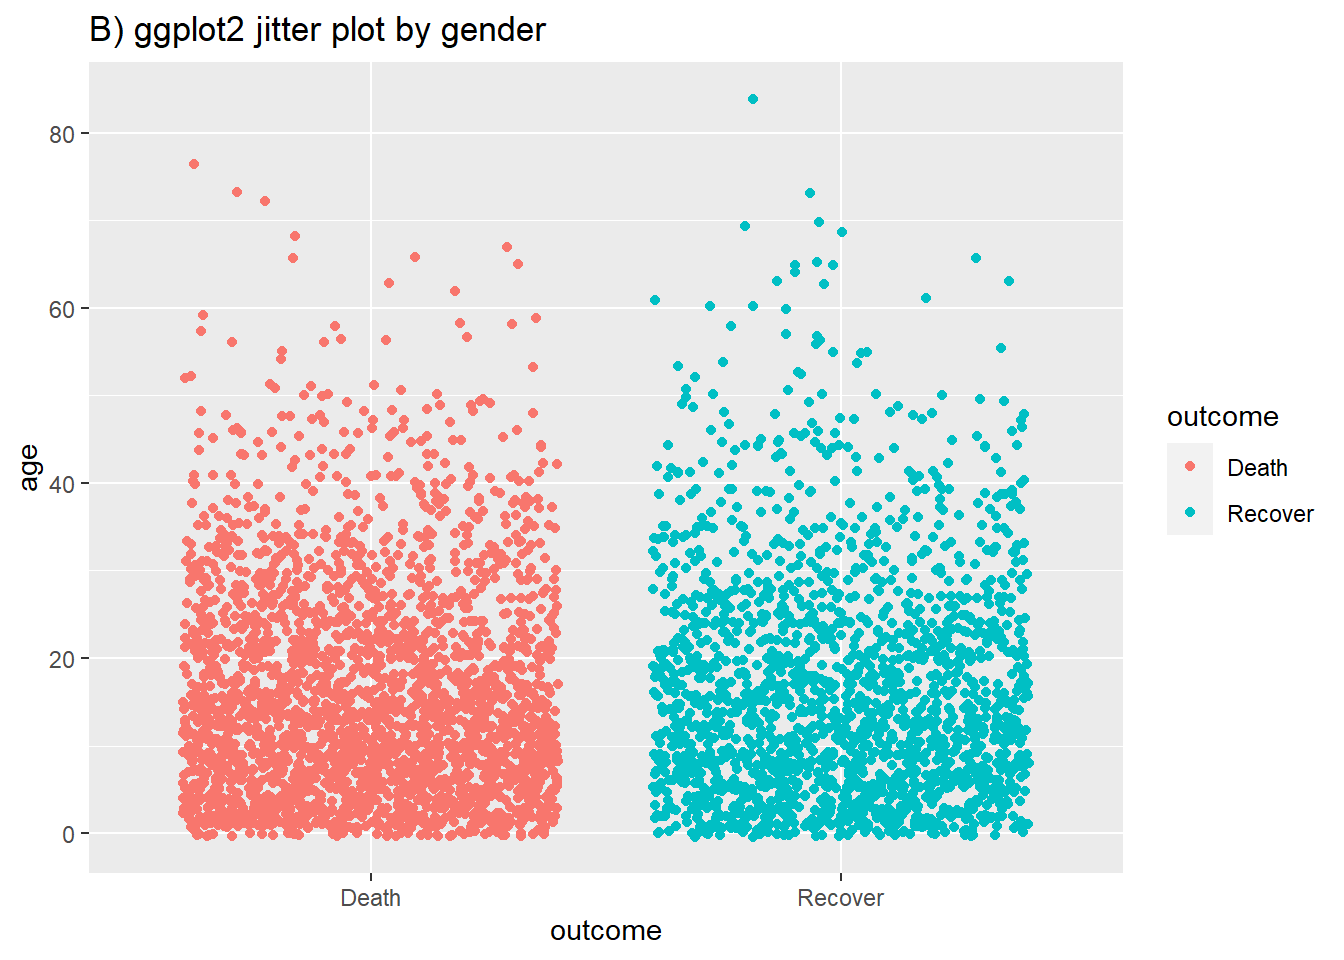 B) ggplot2 jitter plot by gender
80
60
40
20
0
age
Death
Recover
outcome
outcome
Death
Recover